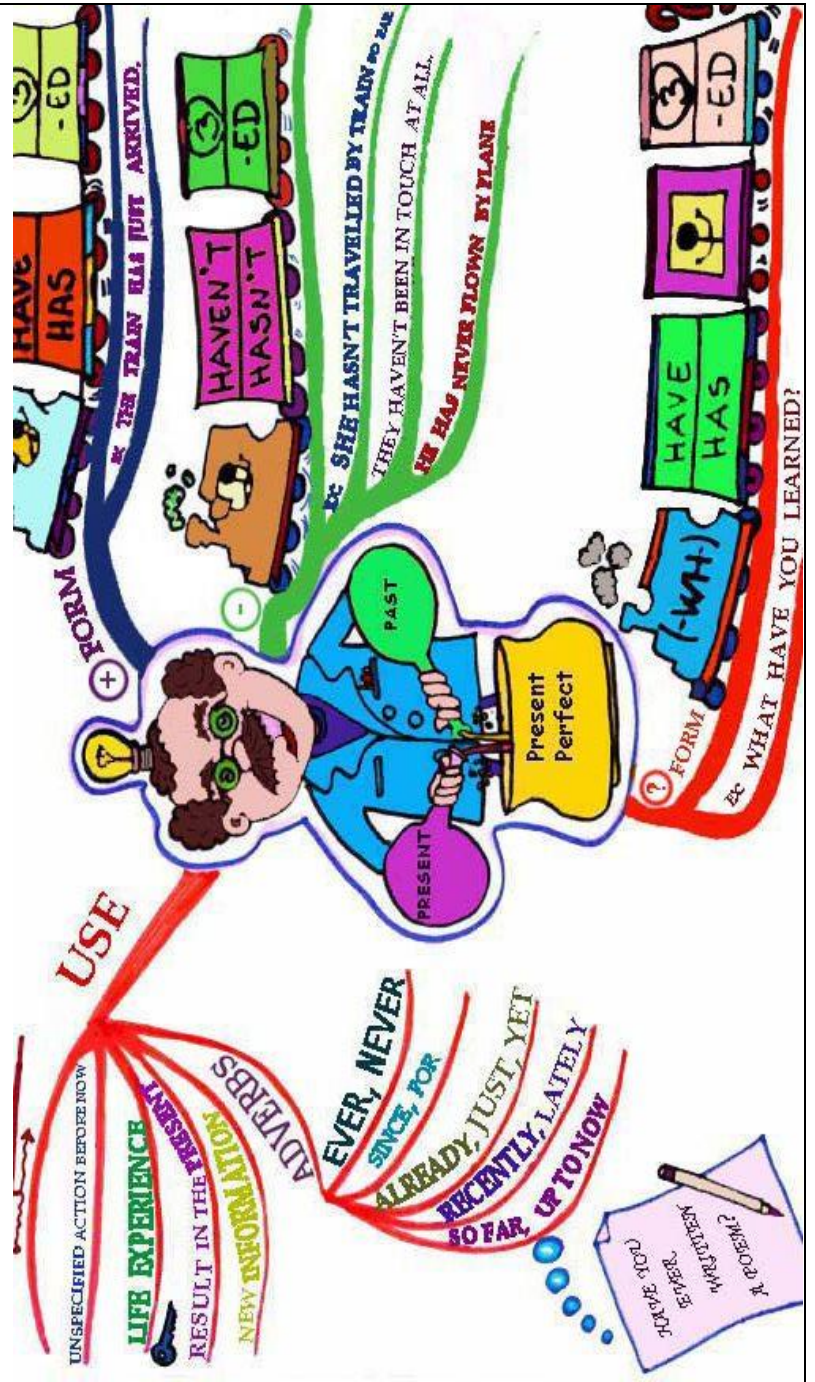 USE
UNSPECIFIED ACTION BEFORE NOW
LIFE EXPERIENCE
RESULT IN THE PRESENT
NEW INFORMATION
ADVERBS
EVER, NEVER
SINCE, FOR
ALREADY, JUST, YET
RECENTLY, LATELY
SO FAR, UP TO NOW
HAVE YOU
EVER
WRITTEN
A POEM?
PRESENT
PAST
Present
Perfect
+ FORM
HAVE
HAS
3
-ED
Ex: THE TRAIN HAS JUST ARRIVED.
-
HAVEN'T
HASN'T
3
-ED
Ex: SHE HASN'T TRAVELLED BY TRAIN SO FAR
THEY HAVEN'T BEEN IN TOUCH AT ALL.
HE HAS NEVER FLOWN BY PLANE
? FORM
(-WH-)
HAVE
HAS
3
-ED
Ex: WHAT HAVE YOU LEARNED?